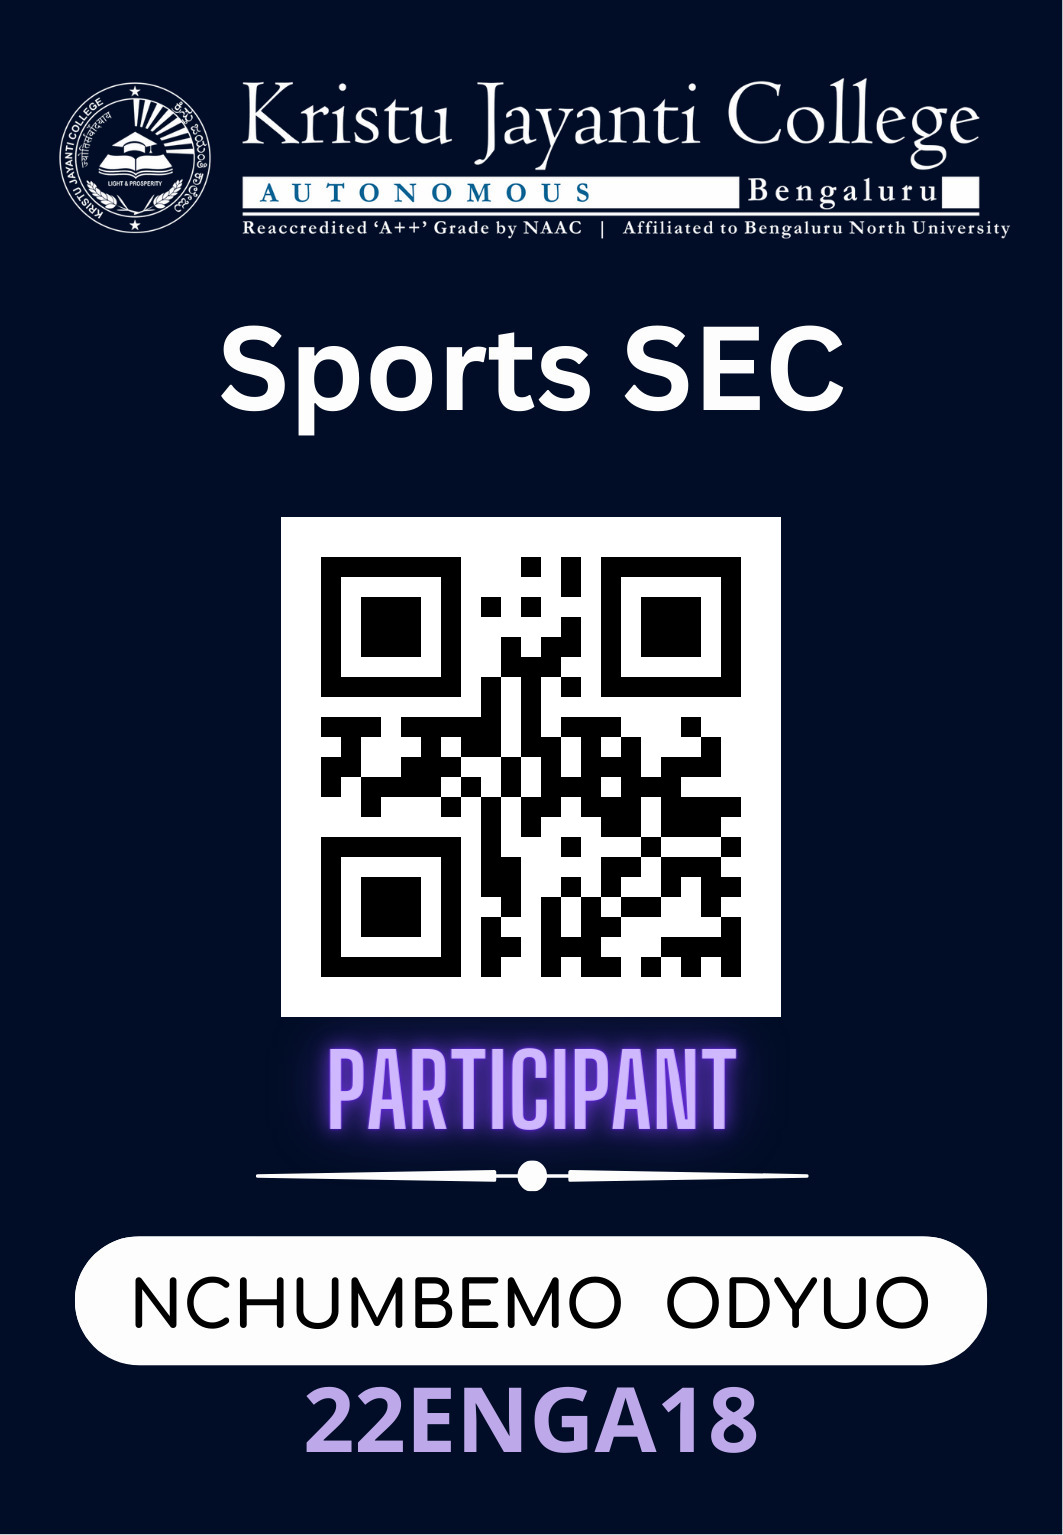 KRISTU JAYANTI COLLEGE
ಕ್ರಿಸ್ತು ಜಯಂತಿ ಕಾಲೇಜು
LIGHT & PROSPERITY
Kristu Jayanti College
AUTONOMOUS Bengaluru
Reaccredited ‘A++’ Grade by NAAC | Affiliated to Bengaluru North University
Sports SEC
PARTICIPANT
NCHUMBEMO ODYUO
22ENGA18